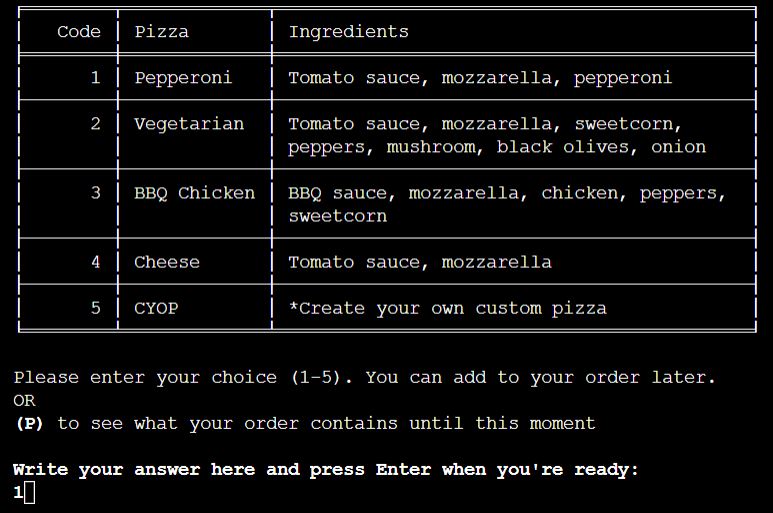 Code Pizza Ingredients
1 Pepperoni Tomato sauce, mozzarella, pepperoni
2 Vegetarian Tomato sauce, mozzarella, sweetcorn,
peppers, mushroom, black olives, onion
3 BBQ Chicken BBQ sauce, mozzarella, chicken, peppers,
sweetcorn
4 Cheese Tomato sauce, mozzarella
5 CYOP *Create your own custom pizza
Please enter your choice (1-5). You can add to your order later.
OR
(P) to see what your order contains until this moment
Write your answer here and press Enter when you're ready:
1